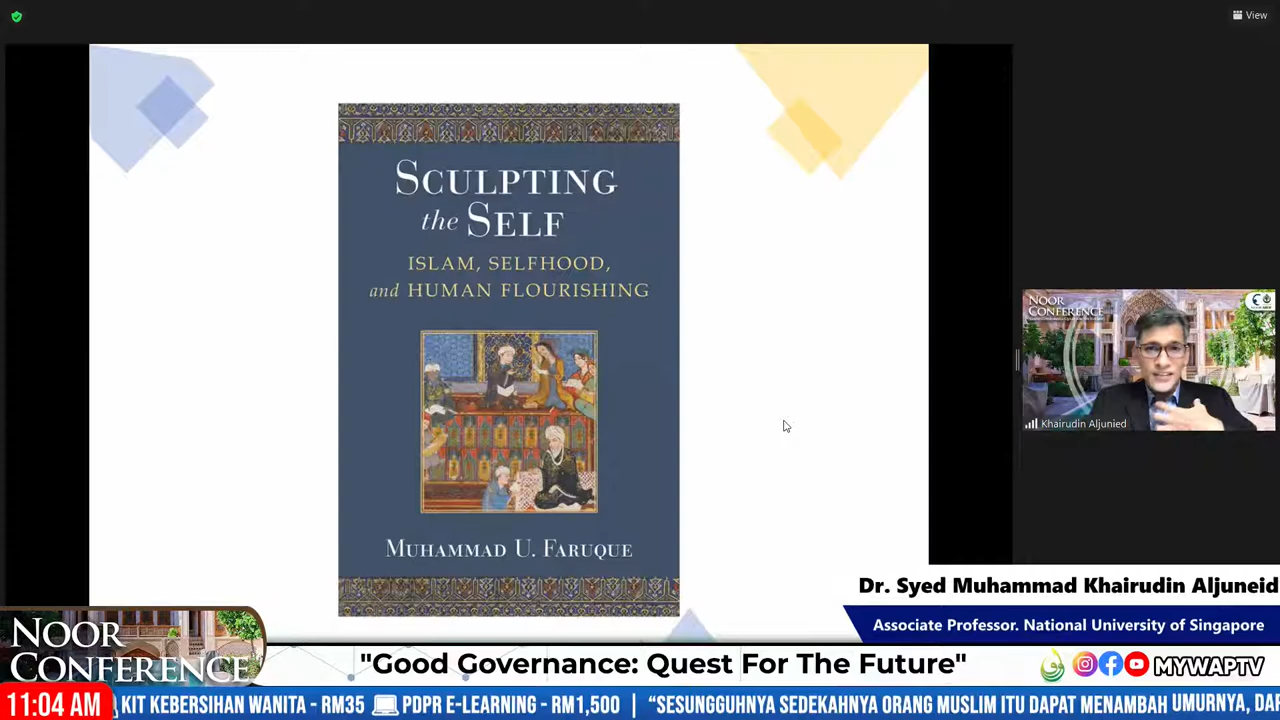 View
SCULPTING
the SELF
ISLAM, SELFHOOD,
and HUMAN FLOURISHING
MUHAMMAD U. FARUQUE
NOOR
CONFERENCE
Khairudin Aljunied
Dr. Syed Muhammad Khairudin Aljuneid
Associate Professor. National University of Singapore
NOOR
CONFERENCE
"Good Governance: Quest For The Future"
MYWAPTV
11:04 AM
KIT KEBERSIHAN WANITA - RM35 PDPR E-LEARNING - RM1,500 | “SESUNGGUHNYA SEDEKAHNYA ORANG MUSLIM ITU DAPAT MENAMBAH UMURNYA, DA